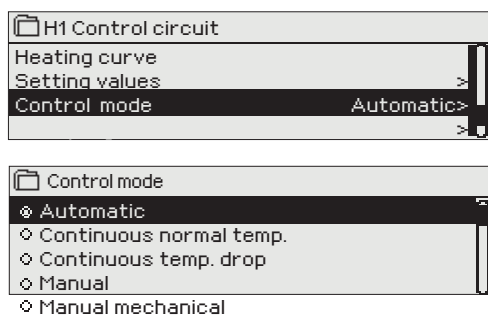 H1 Control circuit
Heating curve
Setting values >
Control mode Automatic>
>
Control mode
Automatic
Continuous normal temp.
Continuous temp. drop
Manual
Manual mechanical